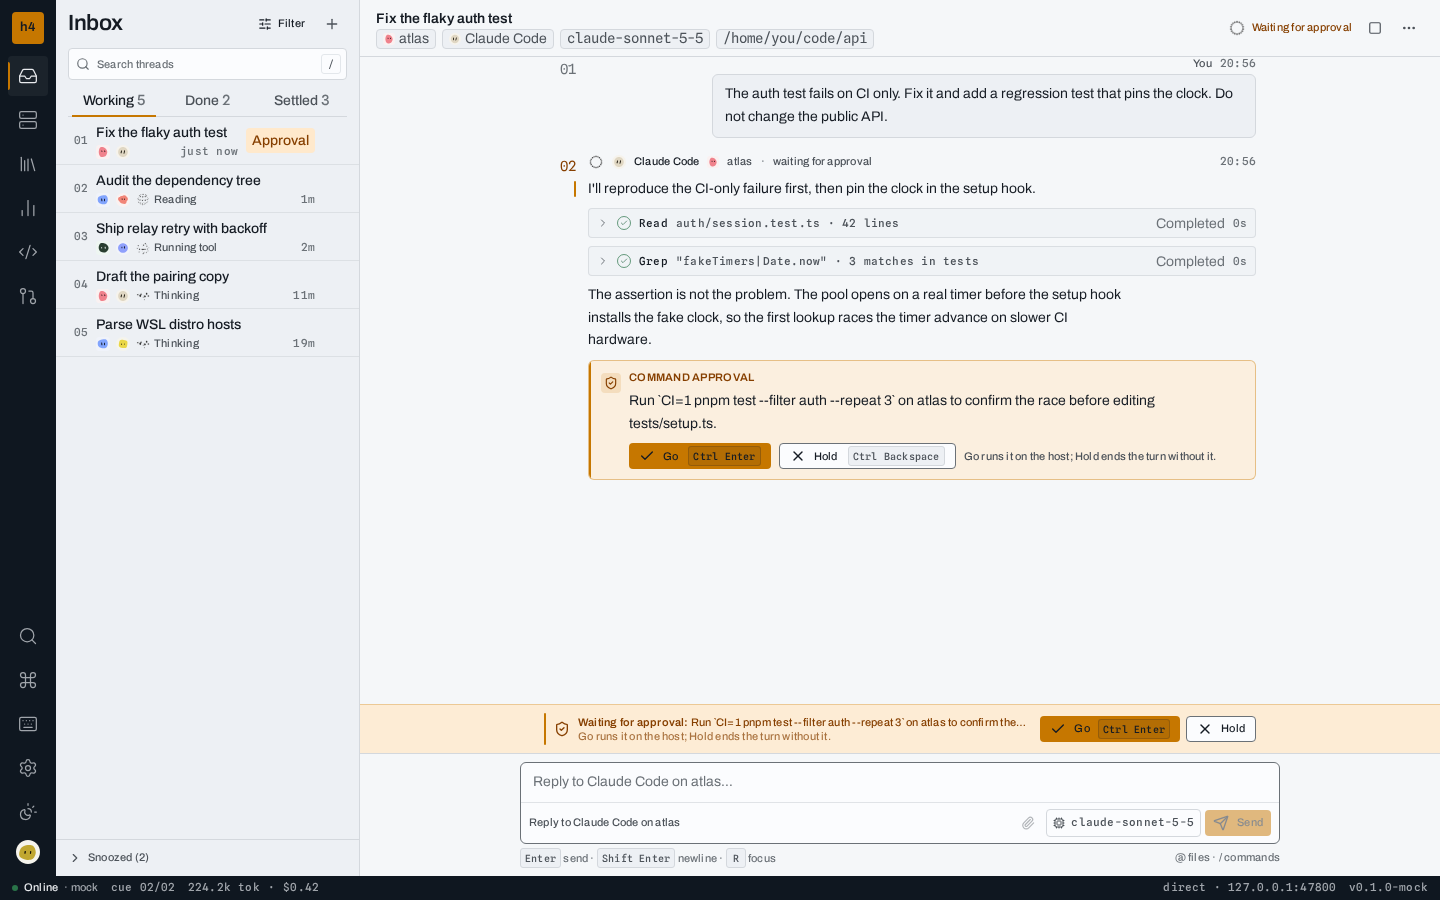 h4
Inbox
Filter
Search threads
/
Working 5
Done 2
Settled 3
01
Fix the flaky auth test
just now
Approval
02
Audit the dependency tree
Reading
1m
03
Ship relay retry with backoff
Running tool
2m
04
Draft the pairing copy
Thinking
11m
05
Parse WSL distro hosts
Thinking
19m
Snoozed (2)
Fix the flaky auth test
atlas
Claude Code
claude-sonnet-5-5
/home/you/code/api
Waiting for approval
01
You 20:56
The auth test fails on CI only. Fix it and add a regression test that pins the clock. Do
not change the public API.
02
Claude Code
atlas · waiting for approval
20:56
I'll reproduce the CI-only failure first, then pin the clock in the setup hook.
Read auth/session.test.ts · 42 lines
Completed 0s
Grep "fakeTimers|Date.now" · 3 matches in tests
Completed 0s
The assertion is not the problem. The pool opens on a real timer before the setup hook
installs the fake clock, so the first lookup races the timer advance on slower CI
hardware.
COMMAND APPROVAL
Run `CI=1 pnpm test --filter auth --repeat 3` on atlas to confirm the race before editing
tests/setup.ts.
Go Ctrl Enter
Hold Ctrl Backspace
Go runs it on the host; Hold ends the turn without it.
Waiting for approval: Run `CI=1 pnpm test --filter auth --repeat 3` on atlas to confirm the...
Go runs it on the host; Hold ends the turn without it.
Go Ctrl Enter
Hold
Reply to Claude Code on atlas...
Reply to Claude Code on atlas
claude-sonnet-5-5
Send
Enter send · Shift Enter newline · R focus
@ files · / commands
Online · mock cue 02/02 224.2k tok · $0.42
direct · 127.0.0.1:47800 v0.1.0-mock